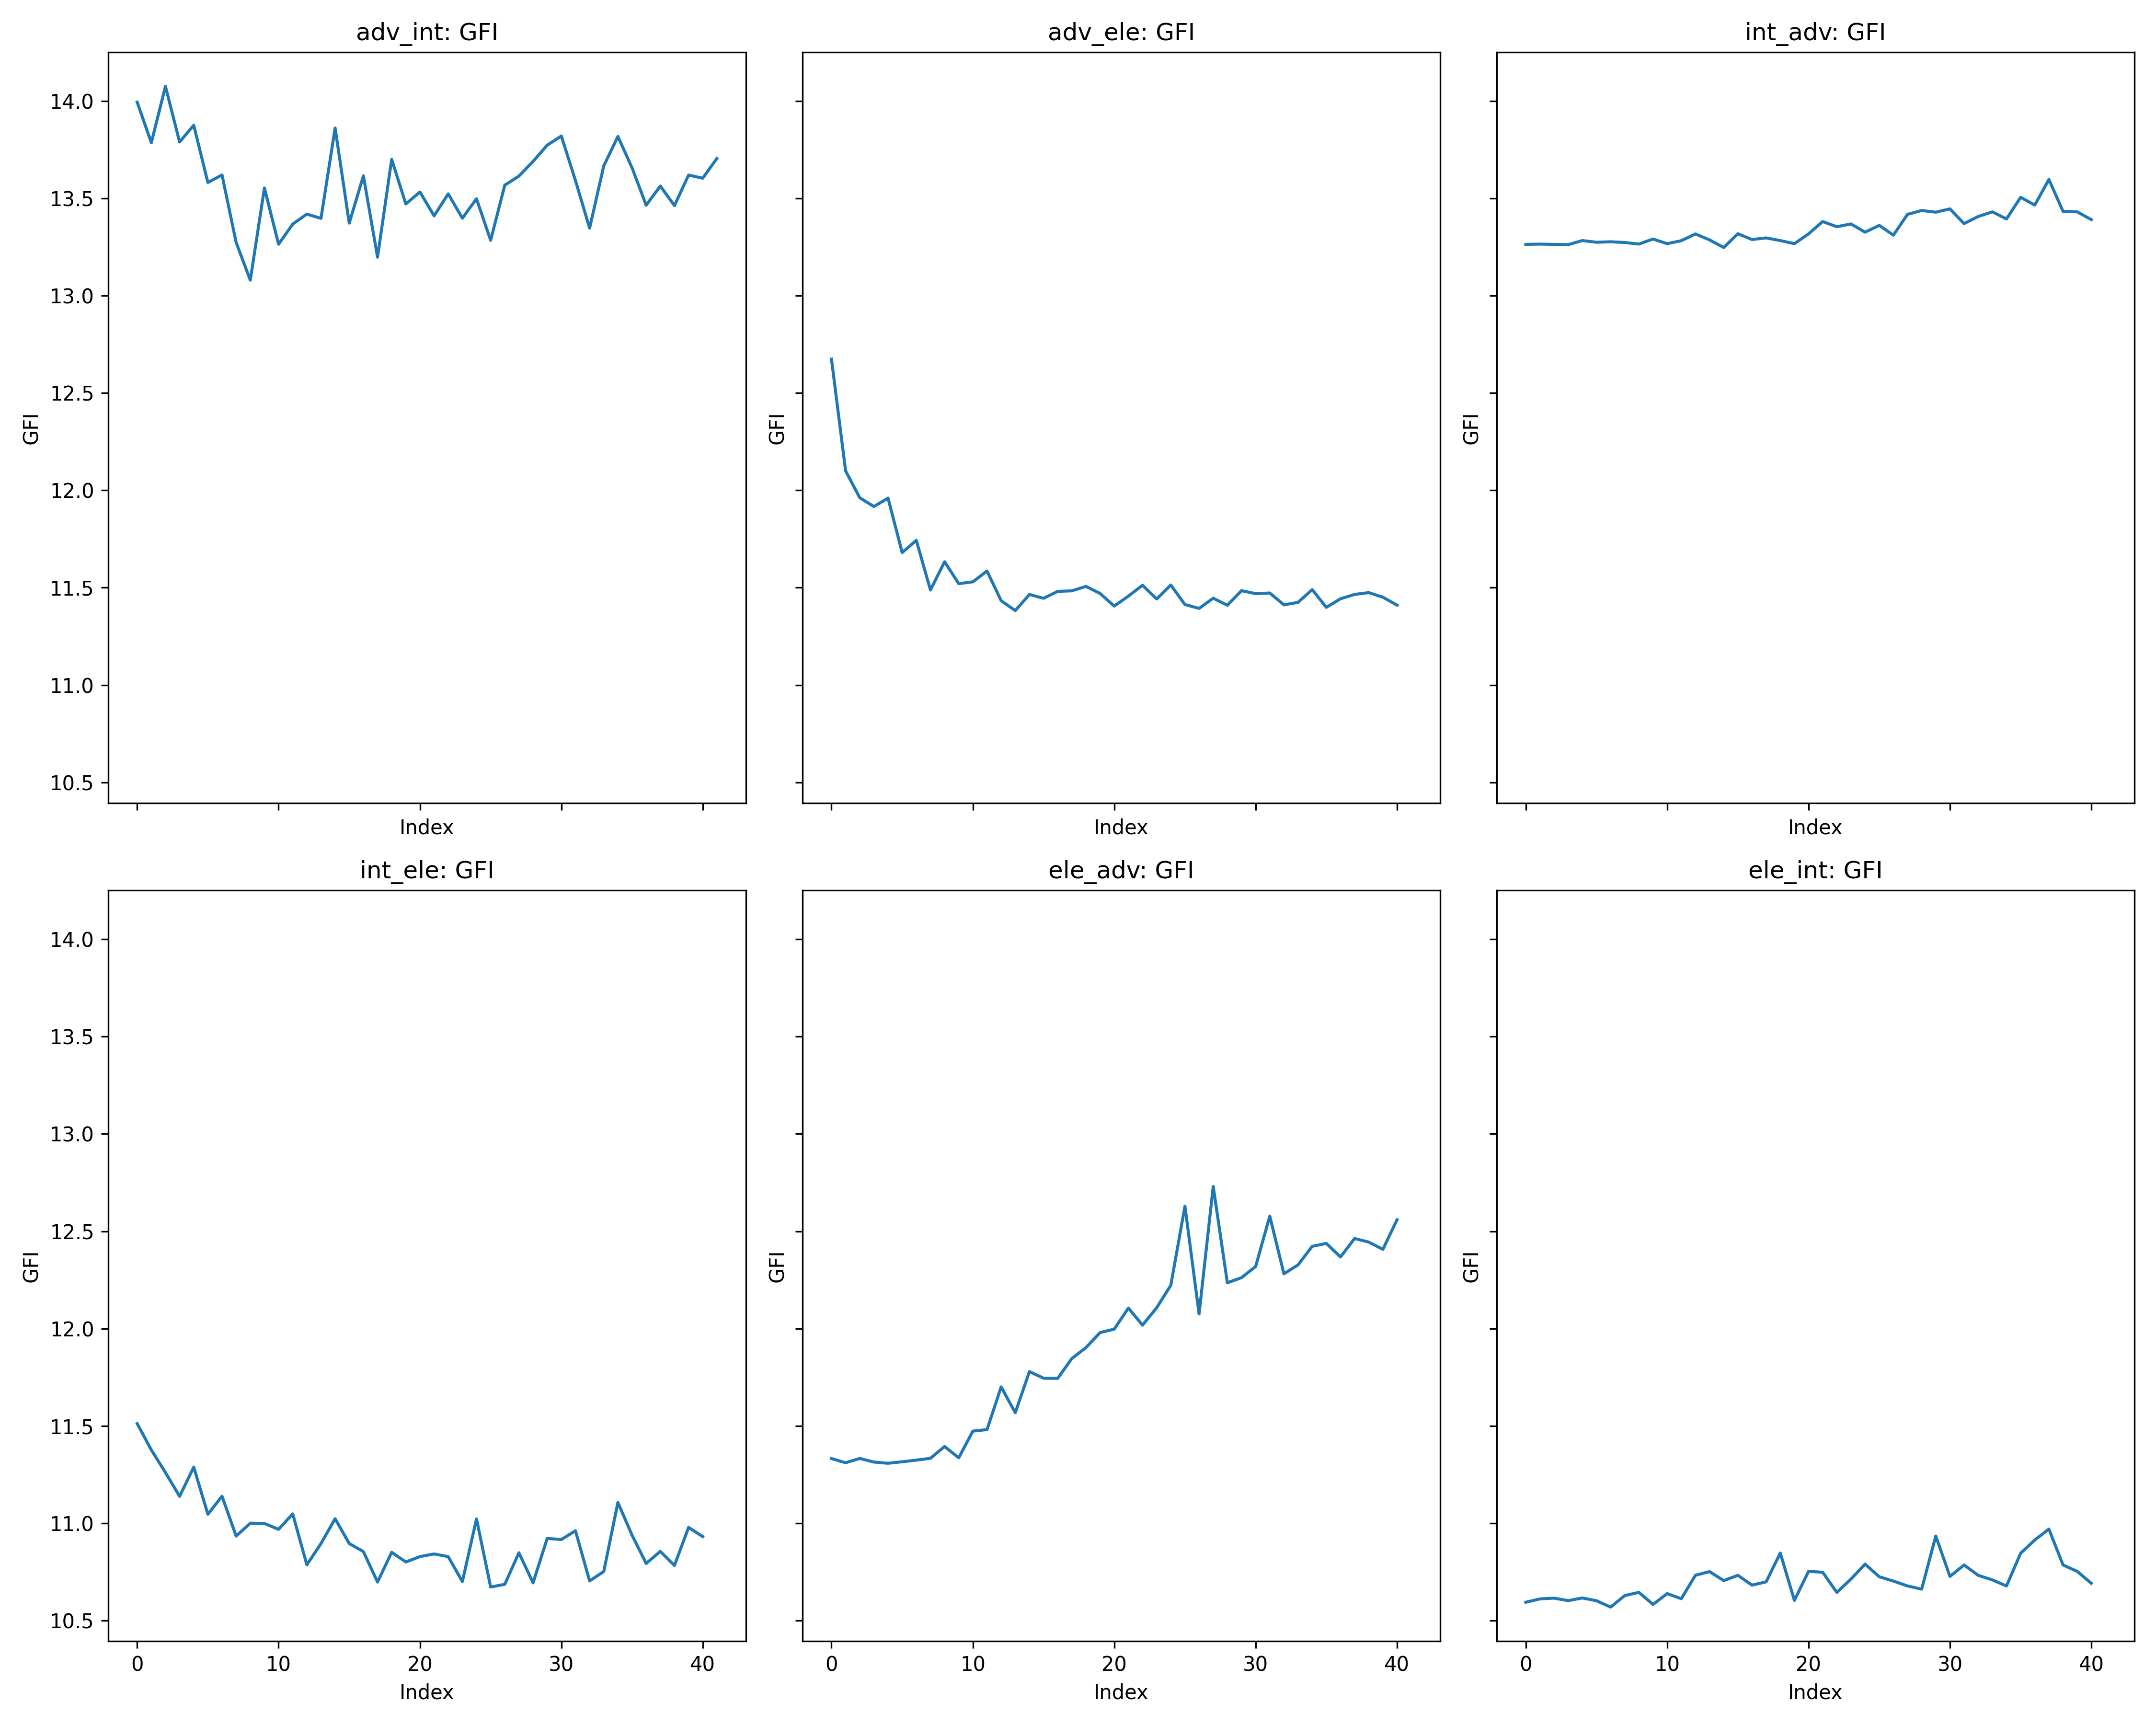 adv_int: GFI
adv_ele: GFI
int_adv: GFI
14.0
13.5
13.0
12.5
12.0
11.5
11.0
10.5
GFI
GFI
GFI
Index
Index
Index
int_ele: GFI
ele_adv: GFI
ele_int: GFI
14.0
13.5
13.0
12.5
12.0
11.5
11.0
10.5
GFI
GFI
GFI
0 10 20 30 40
0 10 20 30 40
0 10 20 30 40
Index
Index
Index